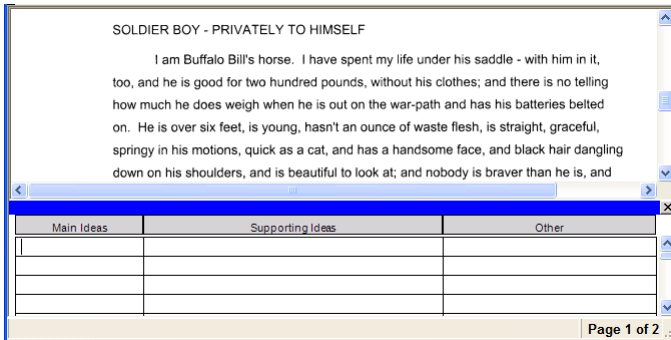 SOLDIER BOY - PRIVATELY TO HIMSELF
I am Buffalo Bill's horse. I have spent my life under his saddle - with him in it,
too, and he is good for two hundred pounds, without his clothes; and there is no telling
how much he does weigh when he is out on the war-path and has his batteries belted
on. He is over six feet, is young, hasn't an ounce of waste flesh, is straight, graceful,
springy in his motions, quick as a cat, and has a handsome face, and black hair dangling
down on his shoulders, and is beautiful to look at; and nobody is braver than he is, and
Main Ideas Supporting Ideas Other
Page 1 of 2